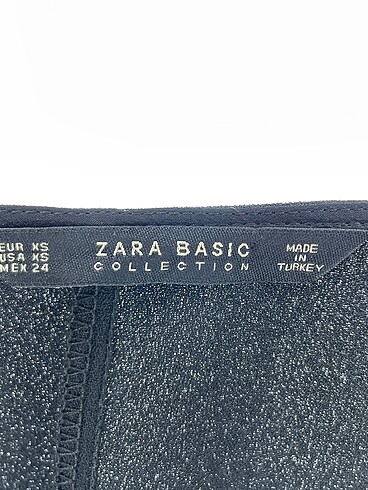 EUR XS
USA XS
MEX 24
ZARA BASIC
COLLECTION
MADE
IN
TURKEY